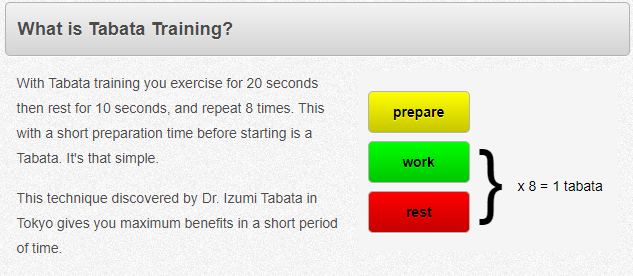 What is Tabata Training?
With Tabata training you exercise for 20 seconds
then rest for 10 seconds, and repeat 8 times. This
with a short preparation time before starting is a
Tabata. It's that simple.
This technique discovered by Dr. Izumi Tabata in
Tokyo gives you maximum benefits in a short period
of time.
prepare
work
rest
} x 8 = 1 tabata